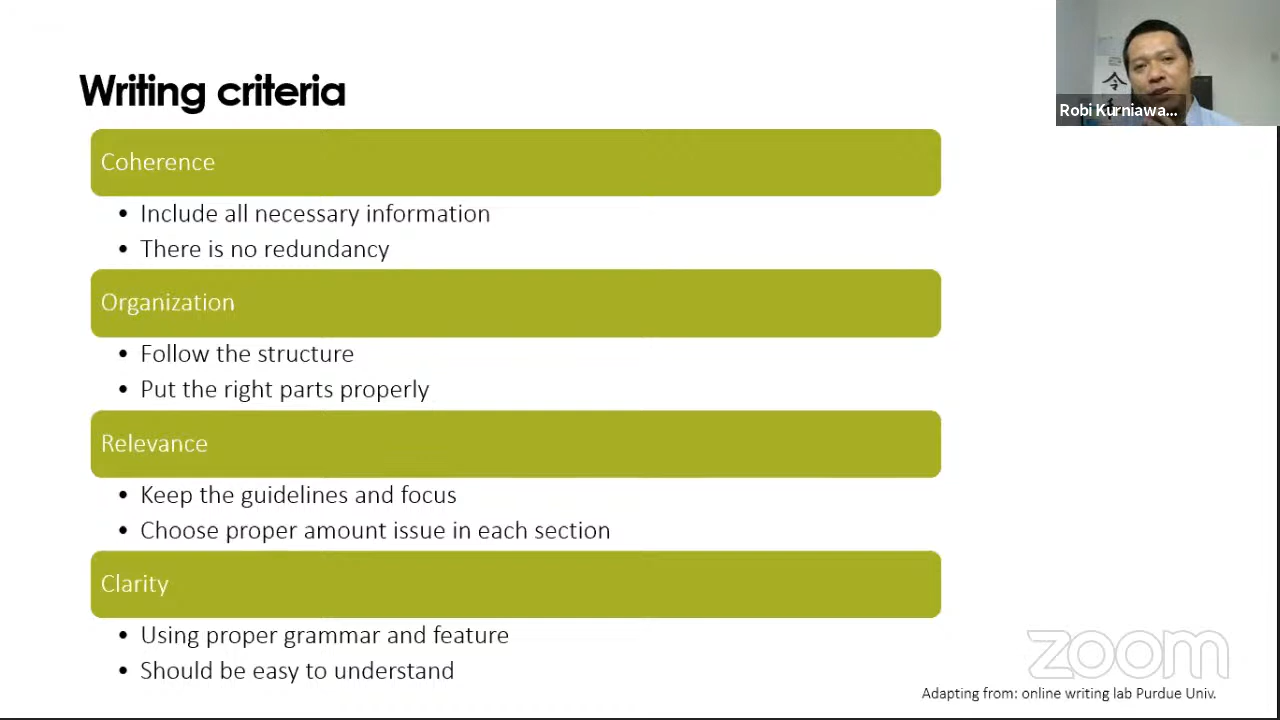 Writing criteria
Coherence
• Include all necessary information
• There is no redundancy
Organization
• Follow the structure
• Put the right parts properly
Relevance
• Keep the guidelines and focus
• Choose proper amount issue in each section
Clarity
• Using proper grammar and feature
• Should be easy to understand
令
Robi Kurniawa...
zoom
Adapting from: online writing lab Purdue Univ.